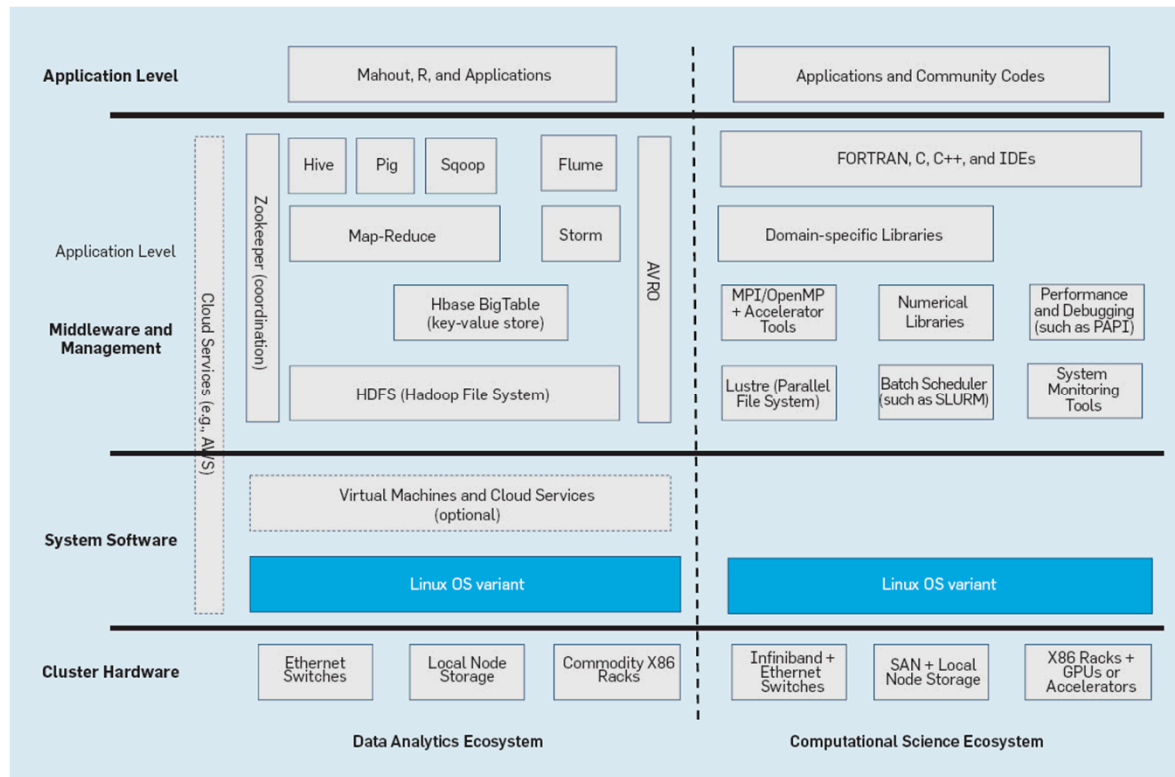 Application Level
Mahout, R, and Applications
Applications and Community Codes
Cloud Services (e.g., AWS)
Zookeeper (coordination)
Hive
Pig
Sqoop
Flume
AVRO
FORTRAN, C, C++, and IDEs
Application Level
Map-Reduce
Storm
Domain-specific Libraries
Middleware and
Management
Hbase BigTable
(key-value store)
MPI/OpenMP
+ Accelerator
Tools
Numerical
Libraries
Performance
and Debugging
(such as PAPI)
HDFS (Hadoop File System)
Lustre (Parallel
File System)
Batch Scheduler
(such as SLURM)
System
Monitoring
Tools
System Software
Virtual Machines and Cloud Services
(optional)
Linux OS variant
Linux OS variant
Cluster Hardware
Ethernet
Switches
Local Node
Storage
Commodity X86
Racks
Infiniband +
Ethernet
Switches
SAN + Local
Node Storage
X86 Racks +
GPUs or
Accelerators
Data Analytics Ecosystem
Computational Science Ecosystem